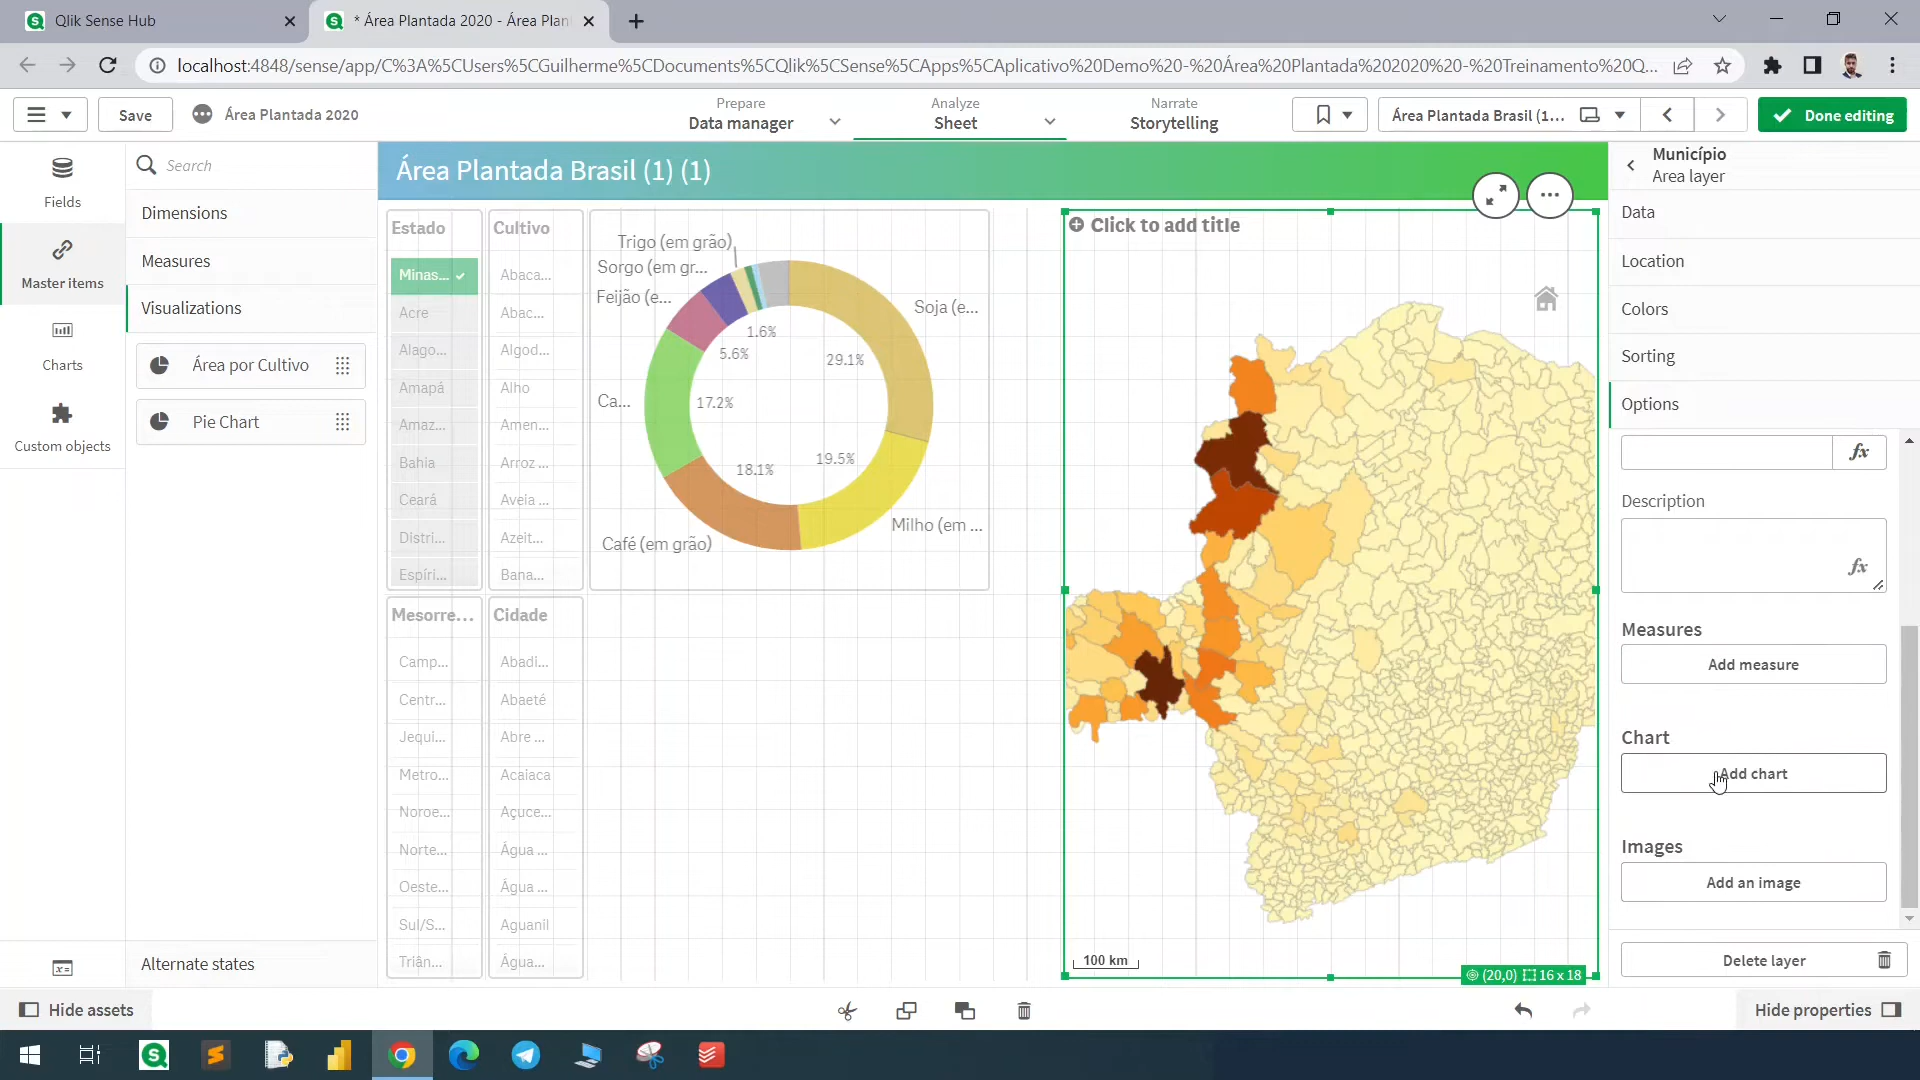 Qlik Sense Hub
* Área Plantada 2020 - Área Plan
localhost:4848/sense/app/C%3A%5CUsers%5CGuilherme%5CDocuments%5CQlik%5CSense%5CApps%5CAplicativo%20Demo%20-%20Área%20Plantada%202020%20-%20Treinamento%20Q...
Save
Área Plantada 2020
Prepare
Data manager
Analyze
Sheet
Narrate
Storytelling
Área Plantada Brasil (1...
Done editing
Fields
Master items
Charts
Custom objects
Search
Dimensions
Measures
Visualizations
Área por Cultivo
Pie Chart
Alternate states
Área Plantada Brasil (1) (1)
Estado
Minas...
Acre
Alago...
Amapá
Amaz...
Bahia
Ceará
Distri...
Espíri...
Cultivo
Abaca...
Abac...
Algod...
Alho
Amen...
Arroz ...
Aveia ...
Azeit...
Bana...
Trigo (em grão)
Sorgo (em gr...
Feijão (e...
Ca...
Café (em grão)
Soja (e...
Milho (em ...
1.6%
5.6%
17.2%
18.1%
19.5%
29.1%
Mesorre...
Camp...
Centr...
Jequi...
Metro...
Noroe...
Norte...
Oeste...
Sul/S...
Triân...
Cidade
Abadi...
Abaeté
Abre ...
Acaiaca
Açuce...
Água ...
Água ...
Aguanil
Água...
Click to add title
100 km
(20,0) 16 x 18
Município
Area layer
Data
Location
Colors
Sorting
Options
fx
Description
fx
Measures
Add measure
Chart
Add chart
Images
Add an image
Delete layer
Hide assets
Hide properties